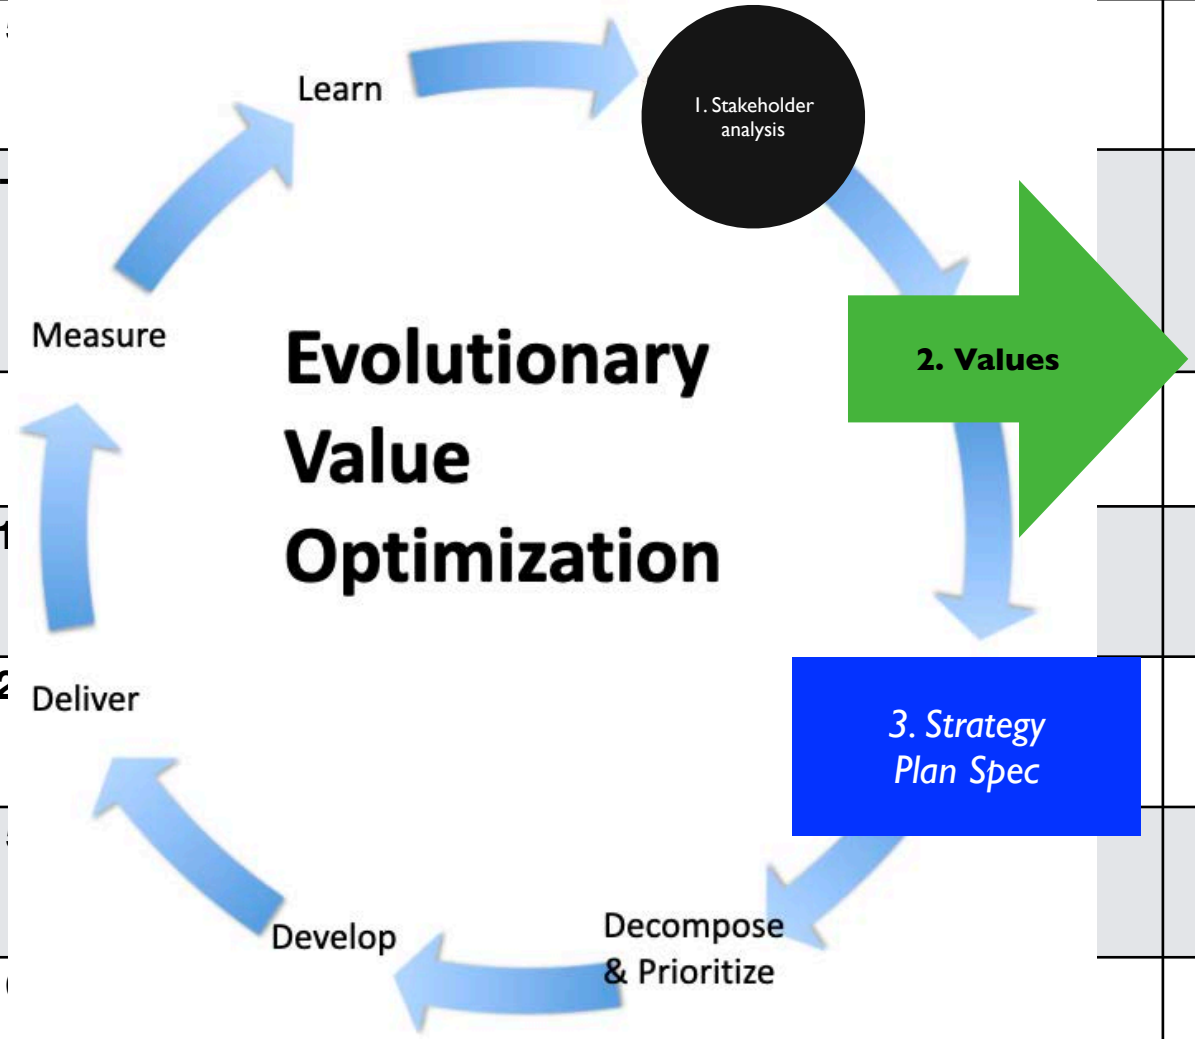 Learn
1. Stakeholder
analysis
2. Values
3. Strategy
Plan Spec
Decompose
& Prioritize
Develop
Deliver
Measure
Evolutionary
Value
Optimization